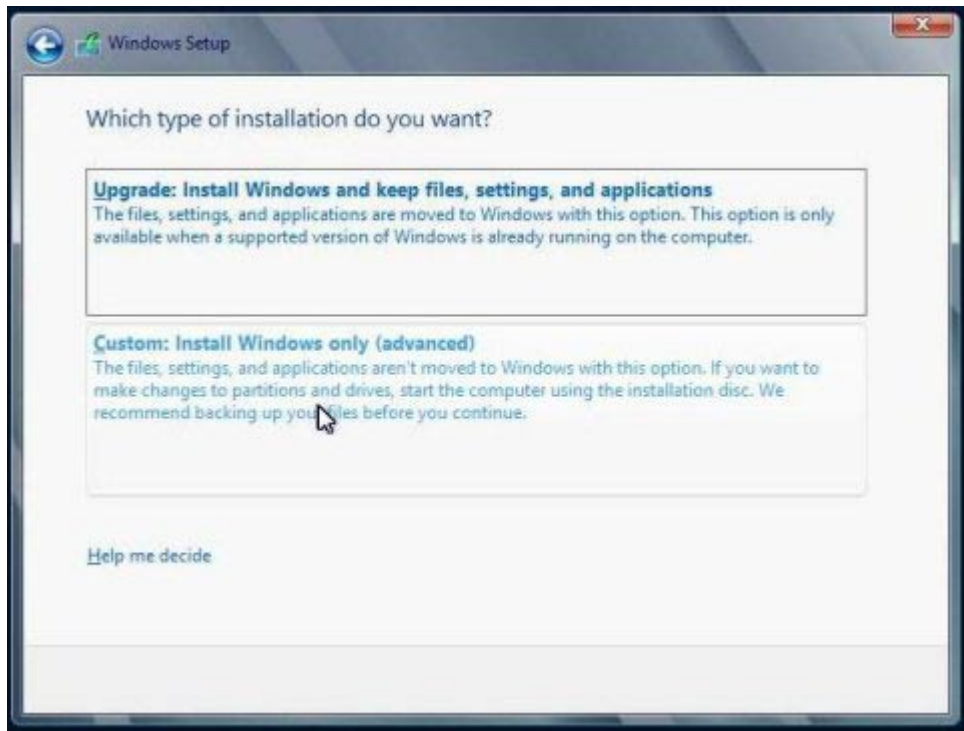 Windows Setup
Which type of installation do you want?
Upgrade: Install Windows and keep files, settings, and applications
The files, settings, and applications are moved to Windows with this option. This option is only
available when a supported version of Windows is already running on the computer.
Custom: Install Windows only (advanced)
The files, settings, and applications aren't moved to Windows with this option. If you want to
make changes to partitions and drives, start the computer using the installation disc. We
recommend backing up your files before you continue.
Help me decide